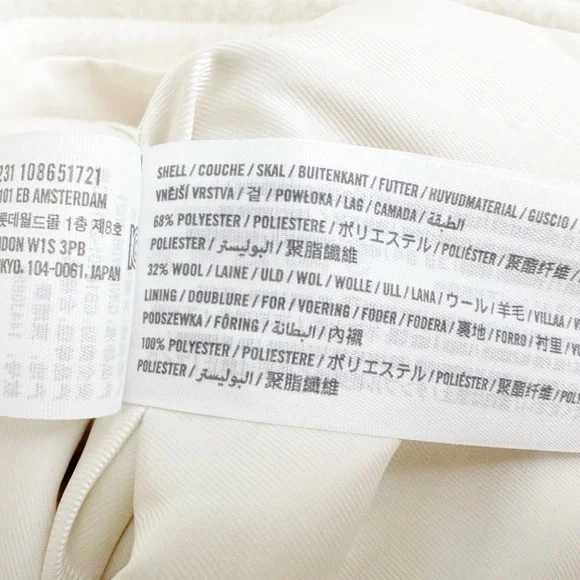 231 108651721
101 EB AMSTERDAM
롯데월드몰 1층 제8호
NDON W1S 3PB
KYO, 104-0061, JAPAN
SHELL / COUCHE / SKAL / BUITENKANT / FUTTER / HUVUDMATERIAL / GUSCIO /
VNĚJŠÍ VRSTVA / 겉 / POWŁOKA / LAG / CAMADA / الطبقة
68% POLYESTER / POLIESTERE / ポリエステル / POLIÉSTER / 聚酯纤维 /
POLIESTER / البوليستر / 聚脂纖維
32% WOOL / LAINE / ULD / WOL / WOLLE / ULL / LANA / ウール / 羊毛 / VILLAA /
LINING / DOUBLURE / FOR / VOERING / FODER / FODERA / 裏地 / FORRO / 衬里 /
PODSZEWKA / FÔRING / البطانة / 內襯
100% POLYESTER / POLIESTERE / ポリエステル / POLIÉSTER / 聚酯纤维 /
POLIESTER / البوليستر / 聚脂纖維